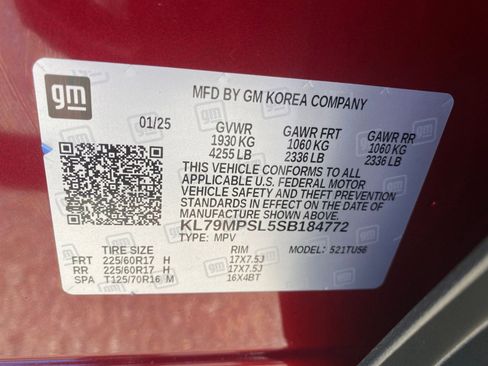 gm
MFD BY GM KOREA COMPANY
01/25
GVWR GAWR FRT GAWR RR
1930 KG 1060 KG 1060 KG
4255 LB 2336 LB 2336 LB
THIS VEHICLE CONFORMS TO ALL
APPLICABLE U.S. FEDERAL MOTOR
VEHICLE SAFETY AND THEFT PREVENTION
STANDARDS IN EFFECT ON THE DATE OF
MANUFACTURE SHOWN ABOVE.
KL79MPSL5SB184772
TYPE: MPV MODEL: 521TU56
TIRE SIZE RIM
FRT 225/60R17 H 17X7.5J
RR 225/60R17 H 17X7.5J
SPA T125/70R16 M 16X4BT